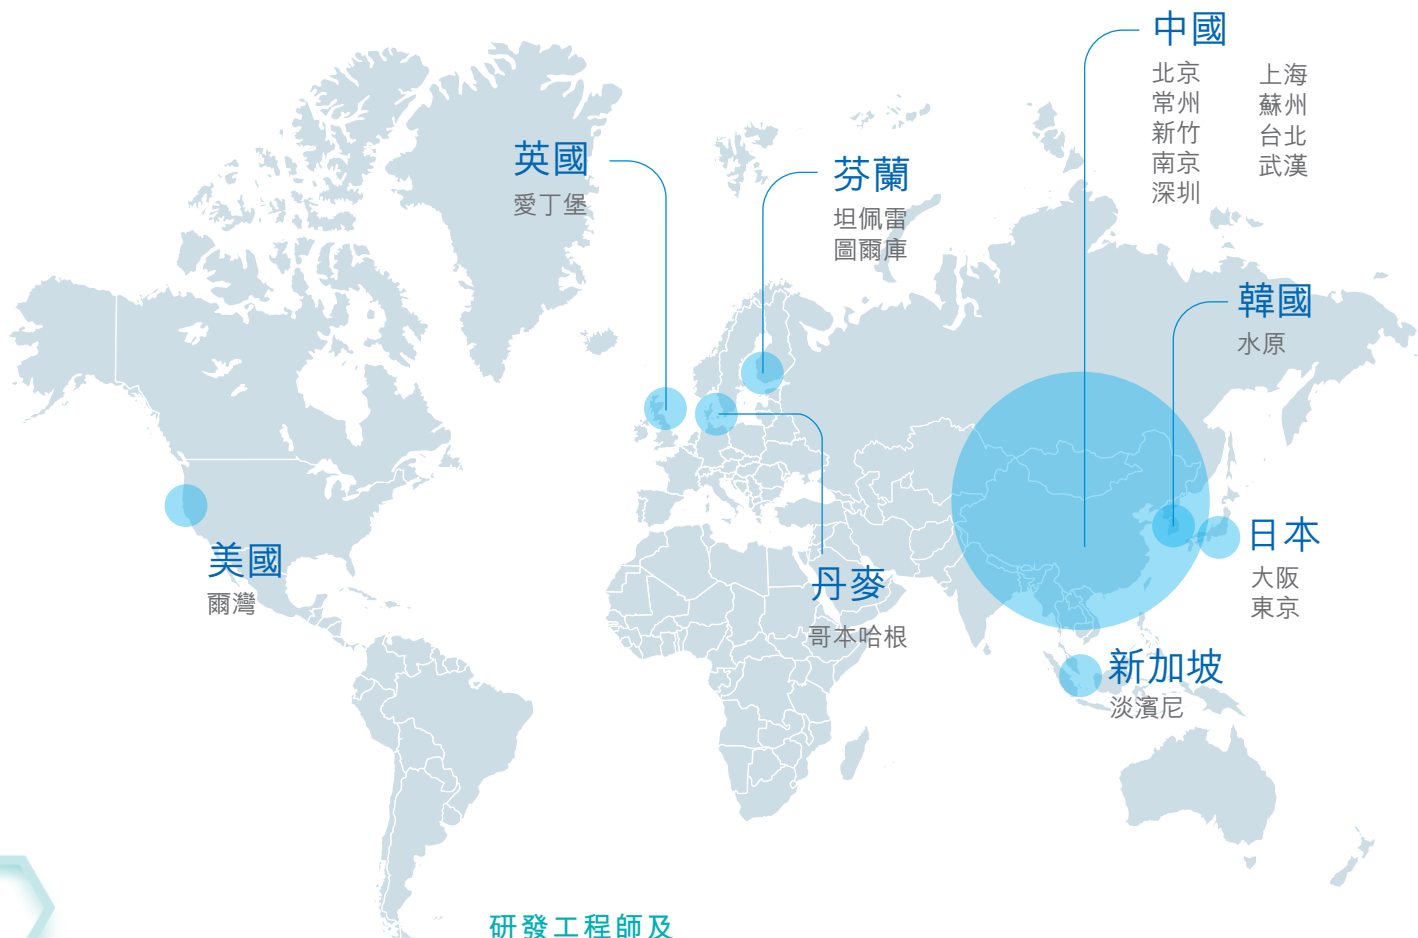 中國
北京
常州
新竹
南京
深圳
上海
蘇州
台北
武漢
英國
愛丁堡
芬蘭
坦佩雷
圖爾庫
韓國
水原
美國
爾灣
日本
大阪
東京
丹麥
哥本哈根
新加坡
淡濱尼
研發工程師及